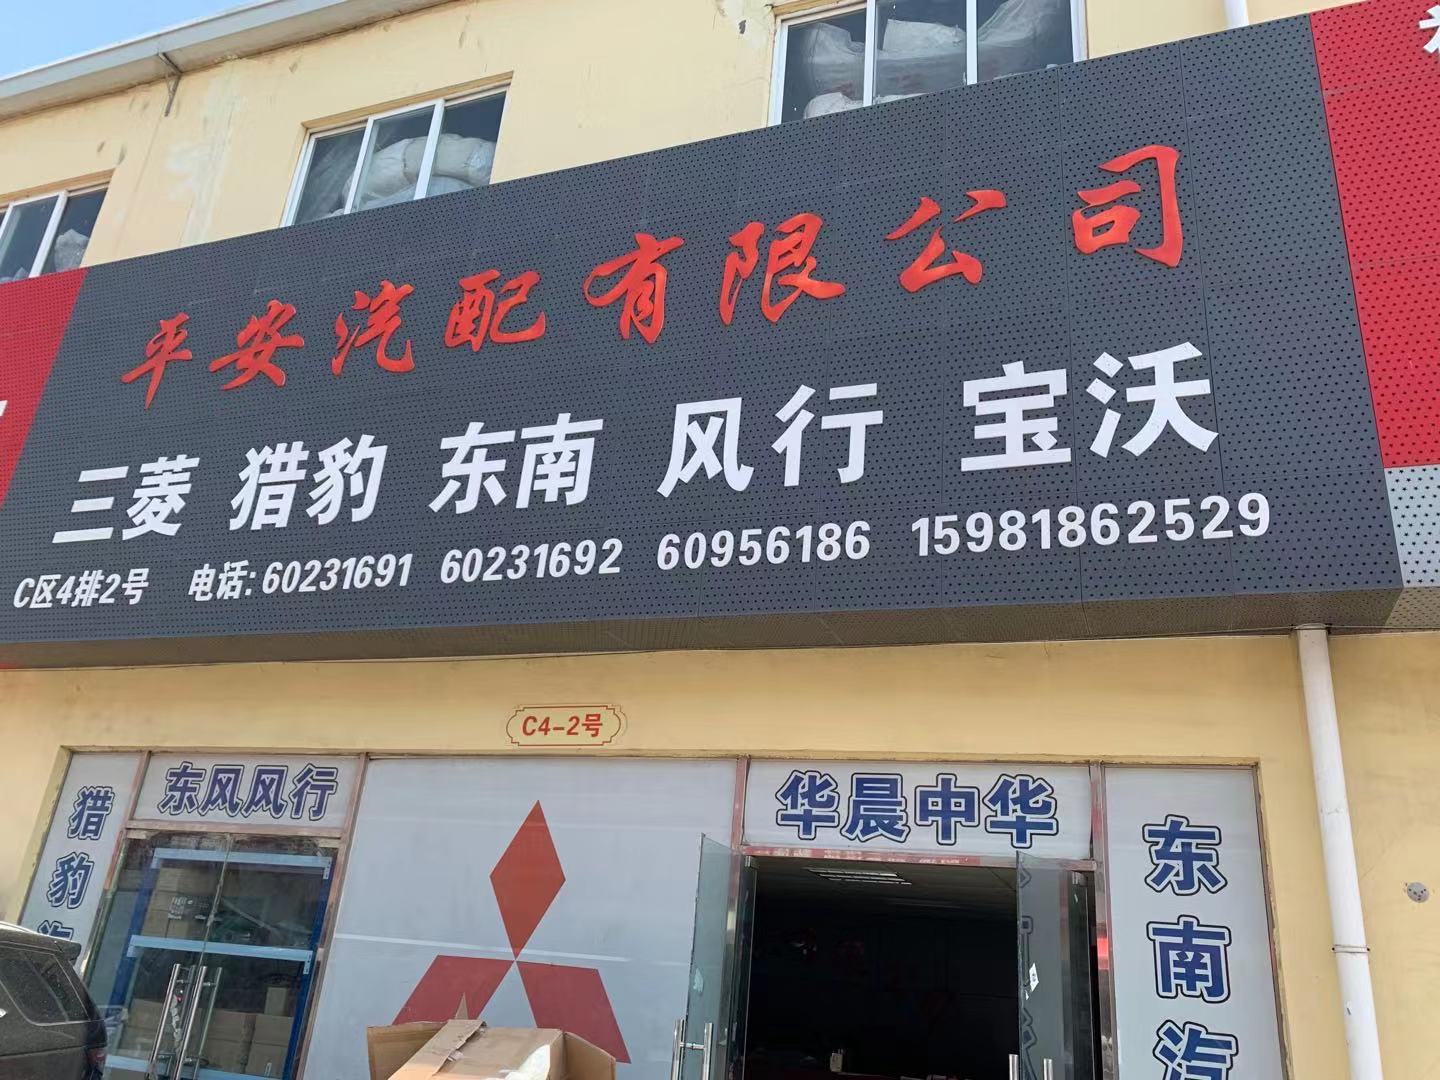 平安汽配有限公司
三菱 猎豹 东南 风行 宝沃
C区4排2号 电话:60231691 60231692 60956186 15981862529
C4-2号
猎豹汽
东风风行
华晨中华
东南汽